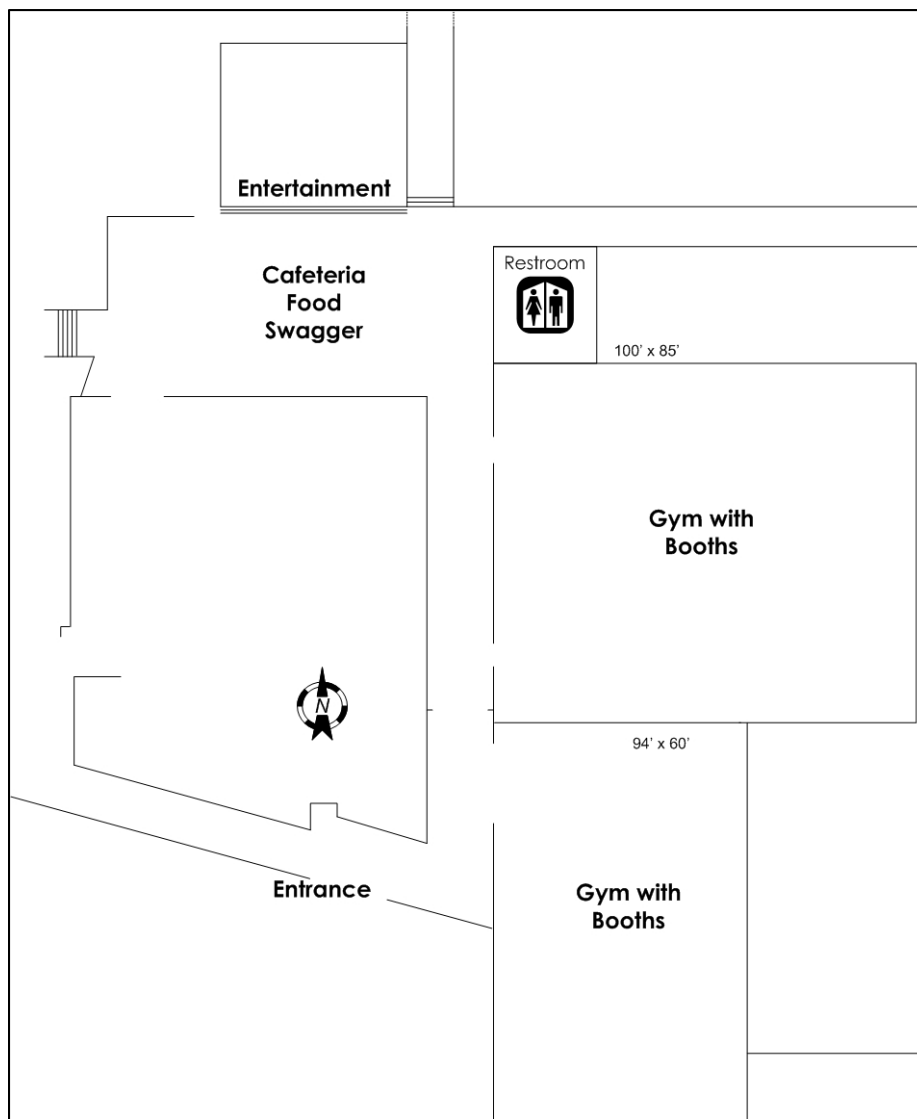 Entertainment
Cafeteria
Food
Swagger
Restroom
100' x 85'
Gym with
Booths
N
94' x 60'
Entrance
Gym with
Booths